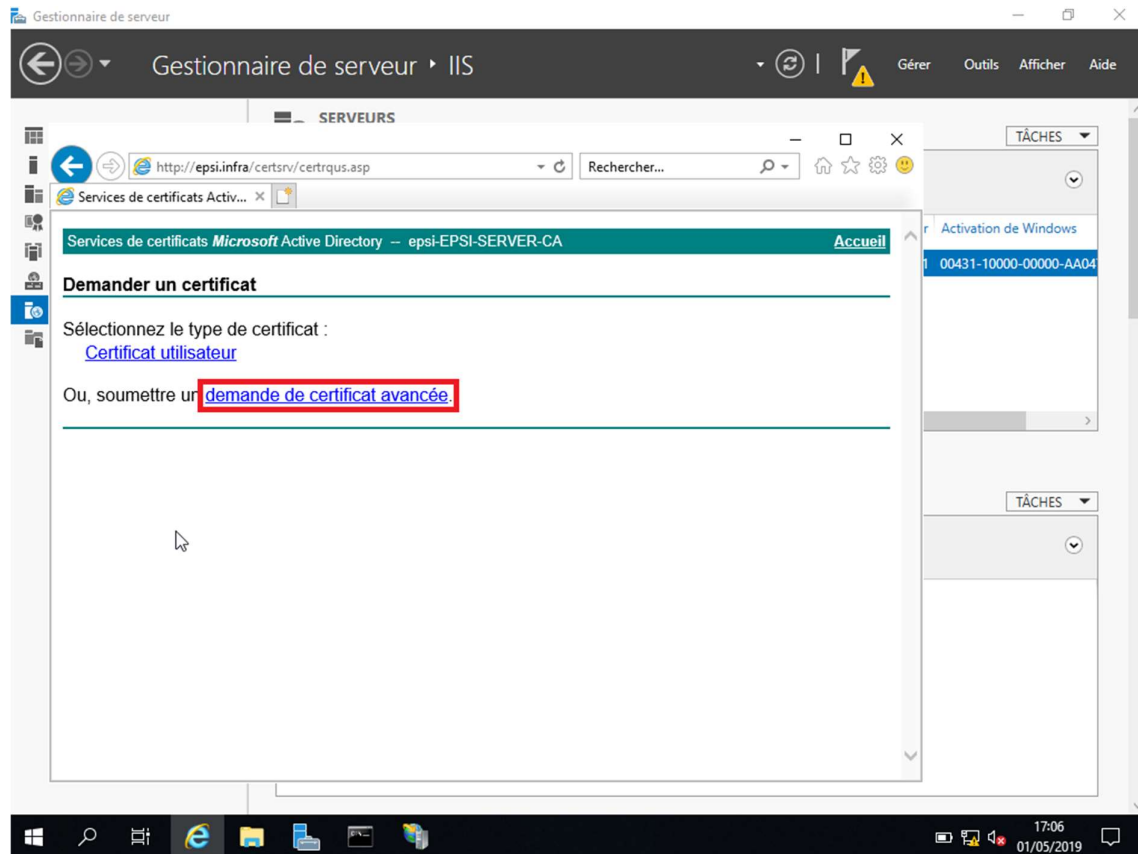 Gestionnaire de serveur
Gestionnaire de serveur ‣ IIS
Gérer Outils Afficher Aide
SERVEURS
TÂCHES
http://epsi.infra/certsrv/certrqus.asp
Rechercher...
Services de certificats Activ...
Activation de Windows
00431-10000-00000-AA04
Services de certificats Microsoft Active Directory -- epsi-EPSI-SERVER-CA Accueil
Demander un certificat
Sélectionnez le type de certificat :
Certificat utilisateur
Ou, soumettre un demande de certificat avancée.
TÂCHES
17:06
01/05/2019